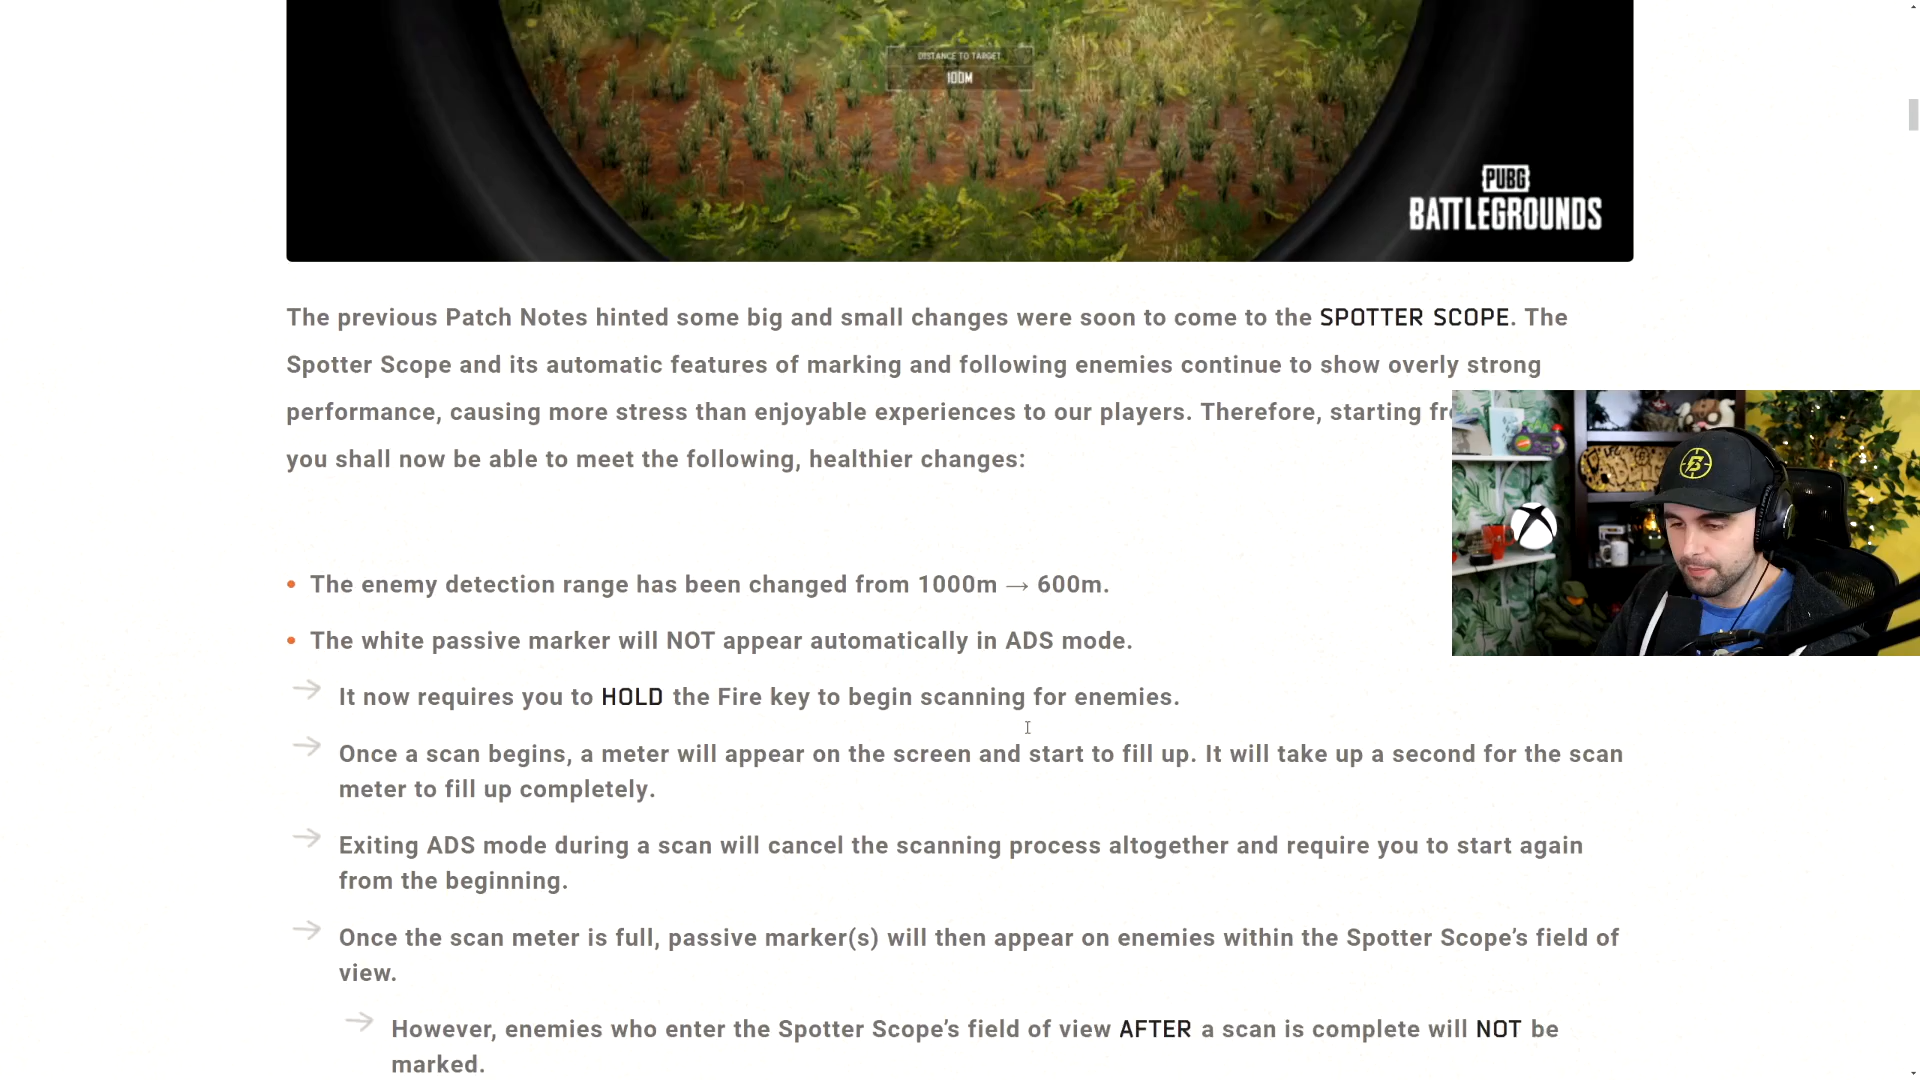 DISTANCE TO TARGET
100M
PUBG
BATTLEGROUNDS
The previous Patch Notes hinted some big and small changes were soon to come to the SPOTTER SCOPE. The
Spotter Scope and its automatic features of marking and following enemies continue to show overly strong
performance, causing more stress than enjoyable experiences to our players. Therefore, starting
you shall now be able to meet the following, healthier changes:
• The enemy detection range has been changed from 1000m → 600m.
• The white passive marker will NOT appear automatically in ADS mode.
→ It now requires you to HOLD the Fire key to begin scanning for enemies.
→ Once a scan begins, a meter will appear on the screen and start to fill up. It will take up a second for the scan
meter to fill up completely.
→ Exiting ADS mode during a scan will cancel the scanning process altogether and require you to start again
from the beginning.
→ Once the scan meter is full, passive marker(s) will then appear on enemies within the Spotter Scope’s field of
view.
→ However, enemies who enter the Spotter Scope’s field of view AFTER a scan is complete will NOT be
marked.